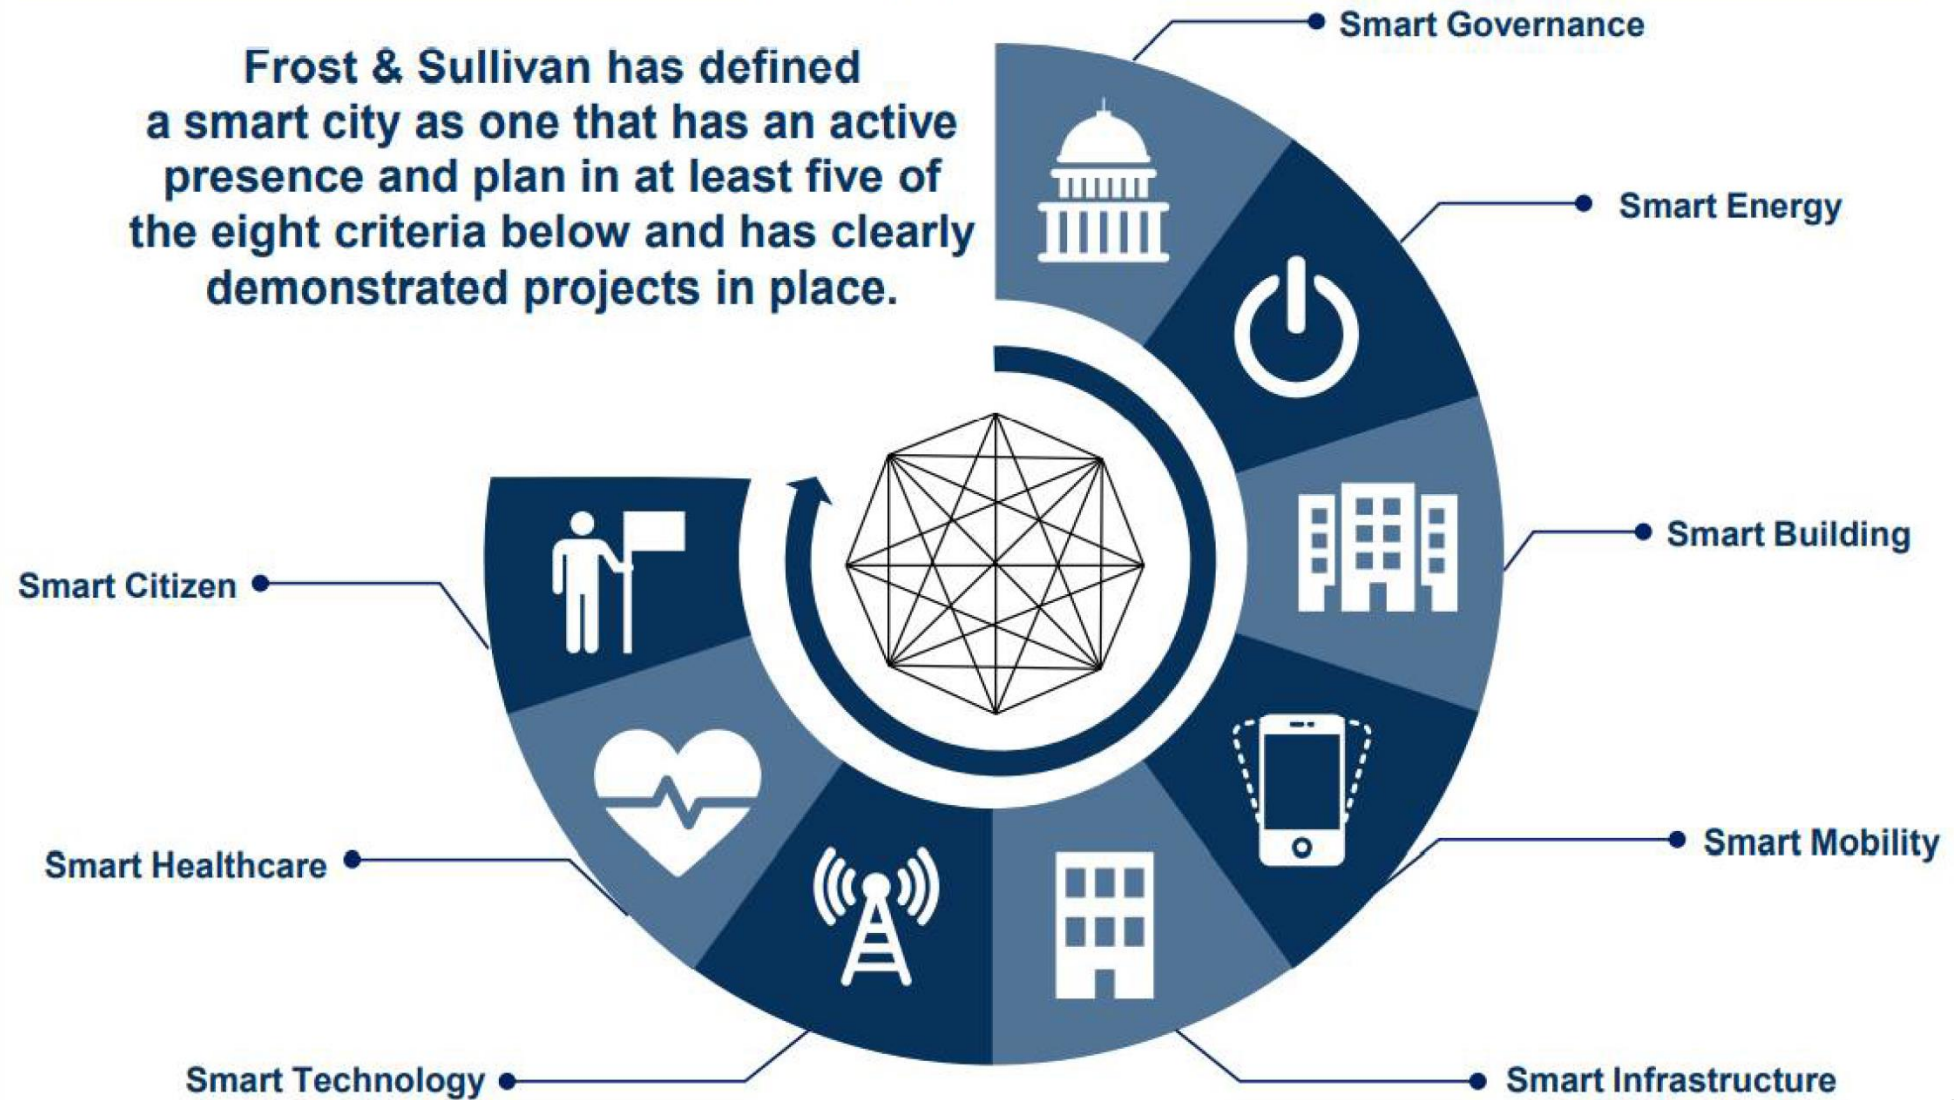 Frost & Sullivan has defined
a smart city as one that has an active
presence and plan in at least five of
the eight criteria below and has clearly
demonstrated projects in place.
Smart Governance
Smart Energy
Smart Building
Smart Mobility
Smart Infrastructure
Smart Technology
Smart Healthcare
Smart Citizen